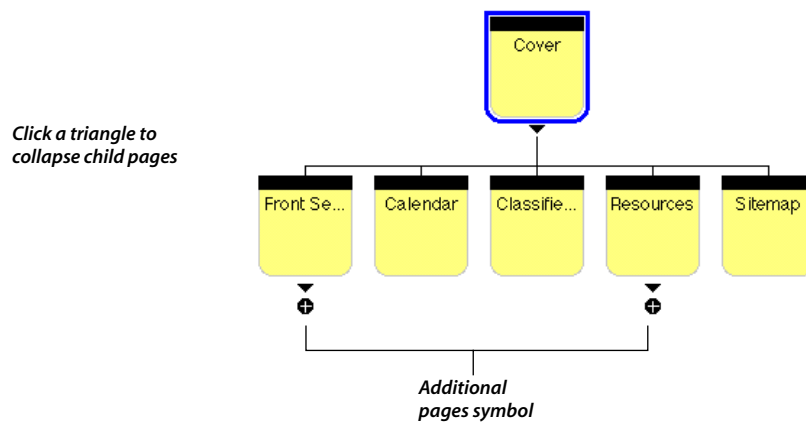 Cover
Click a triangle to
collapse child pages
Front Se...
Calendar
Classifie...
Resources
Sitemap
Additional
pages symbol